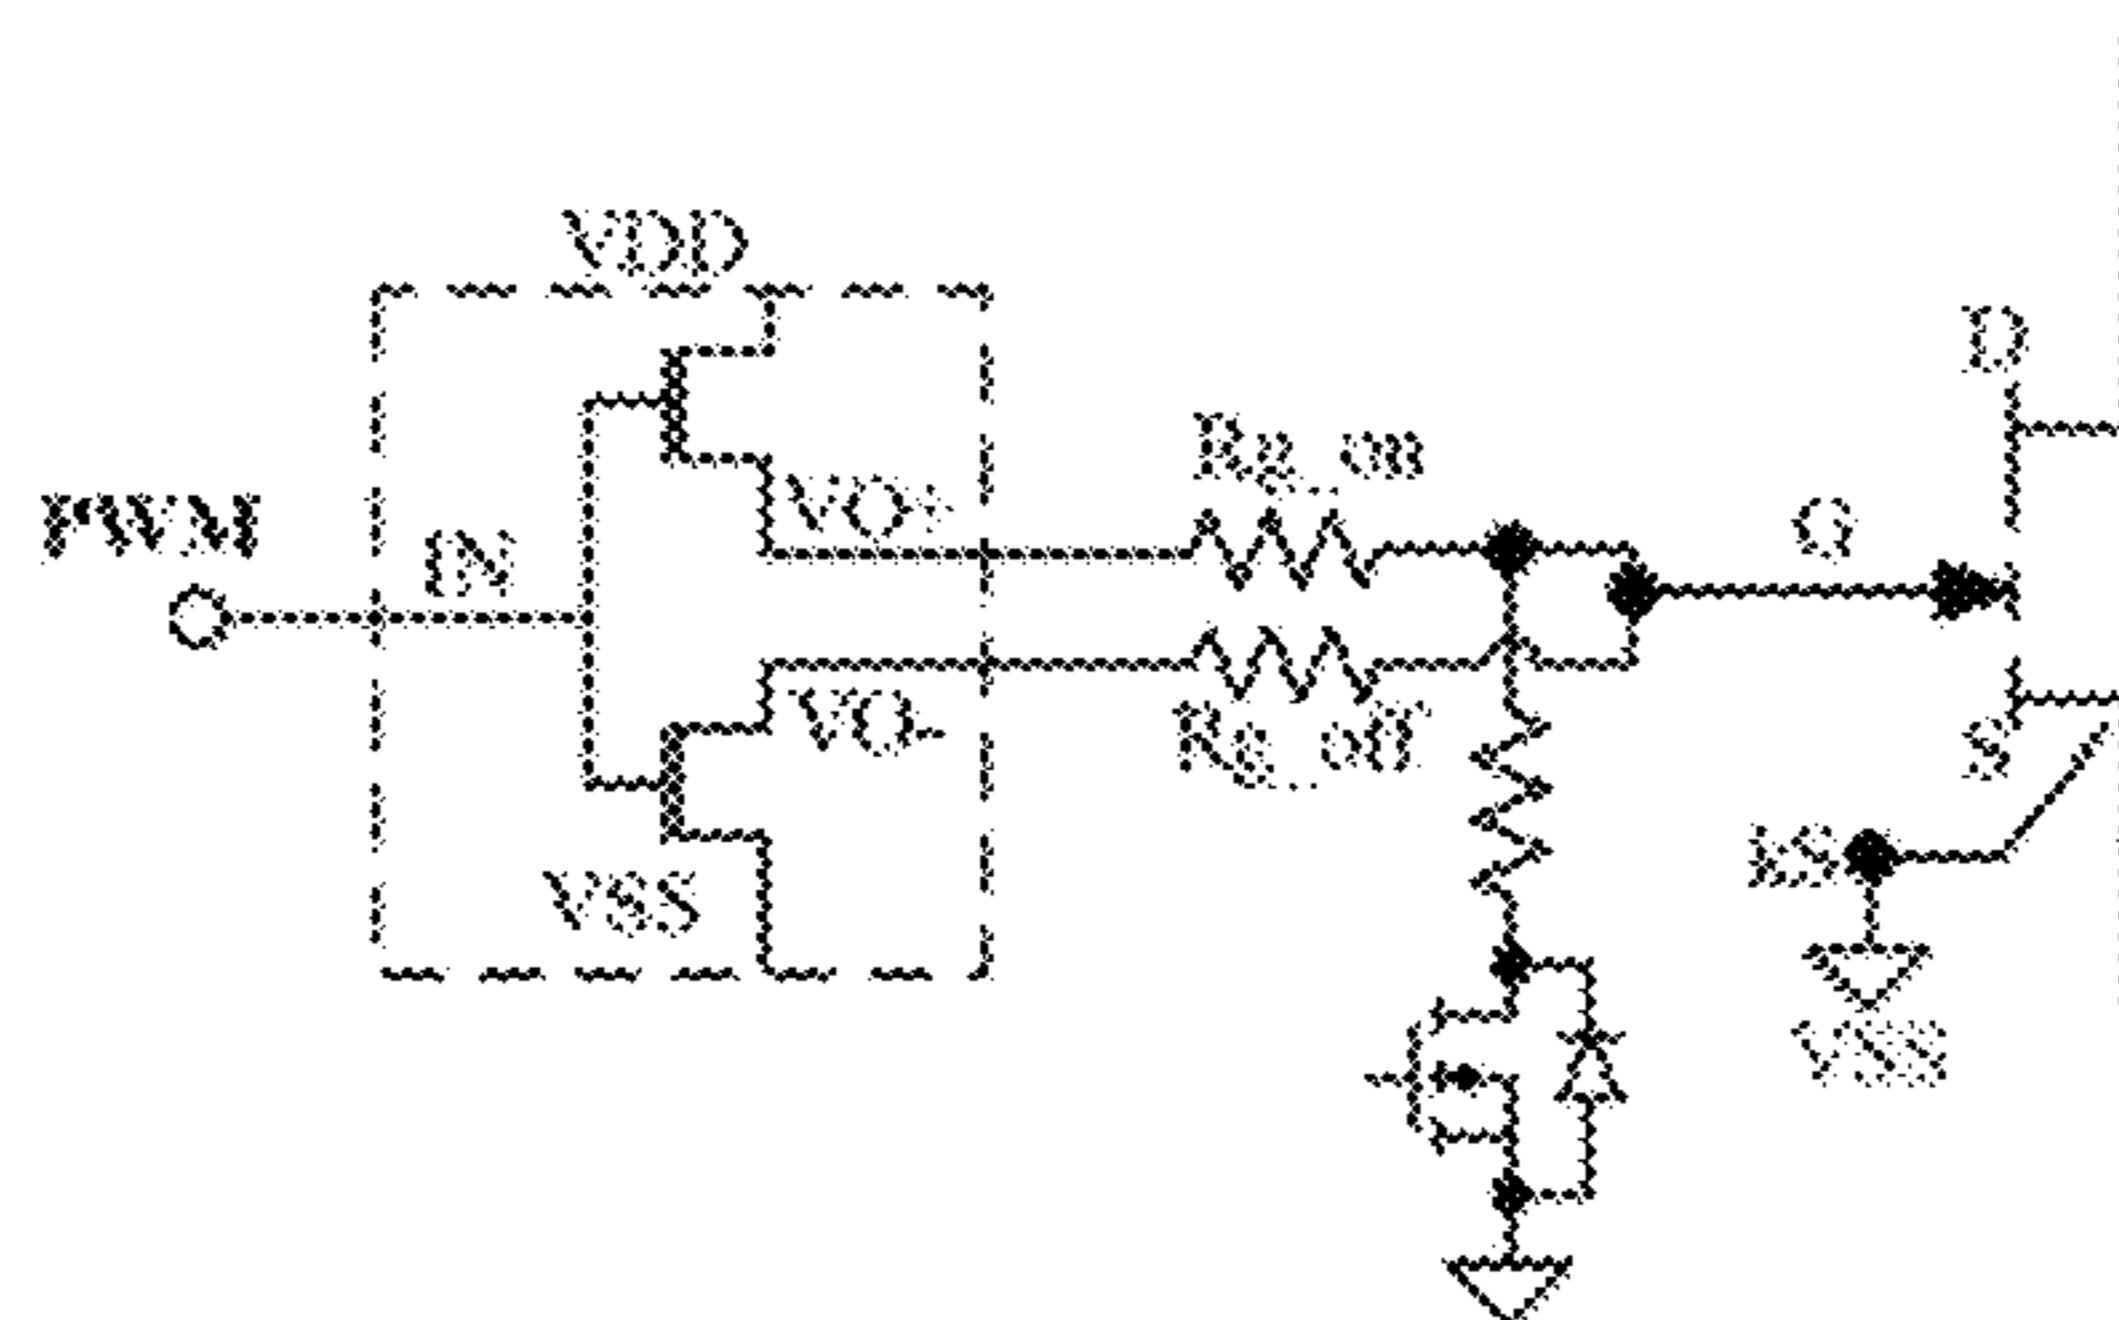 VDD
D
Rg_on
VO+
PWM
IN
G
VO-
Rg_off
S
KS
VSS
VSS